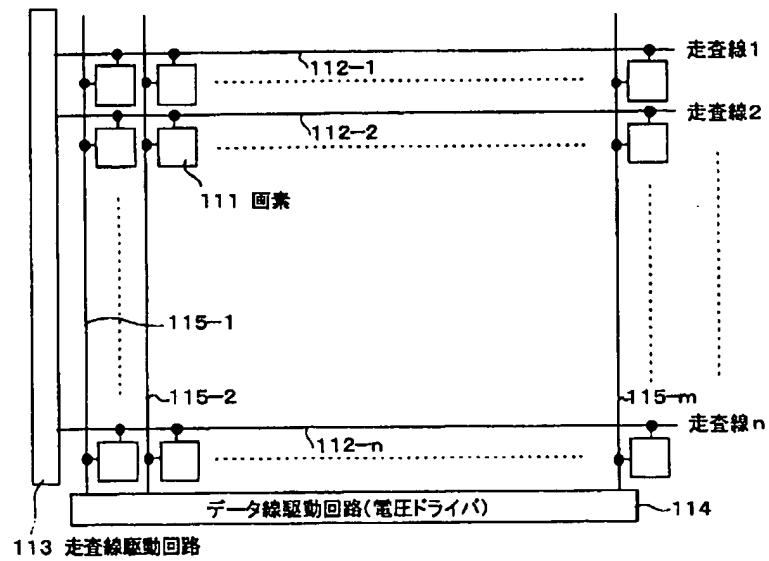 走査線1
112-1
走査線2
112-2
111 画素
115-1
115-2
115-m
走査線n
112-n
データ線駆動回路(電圧ドライバ)
114
113 走査線駆動回路